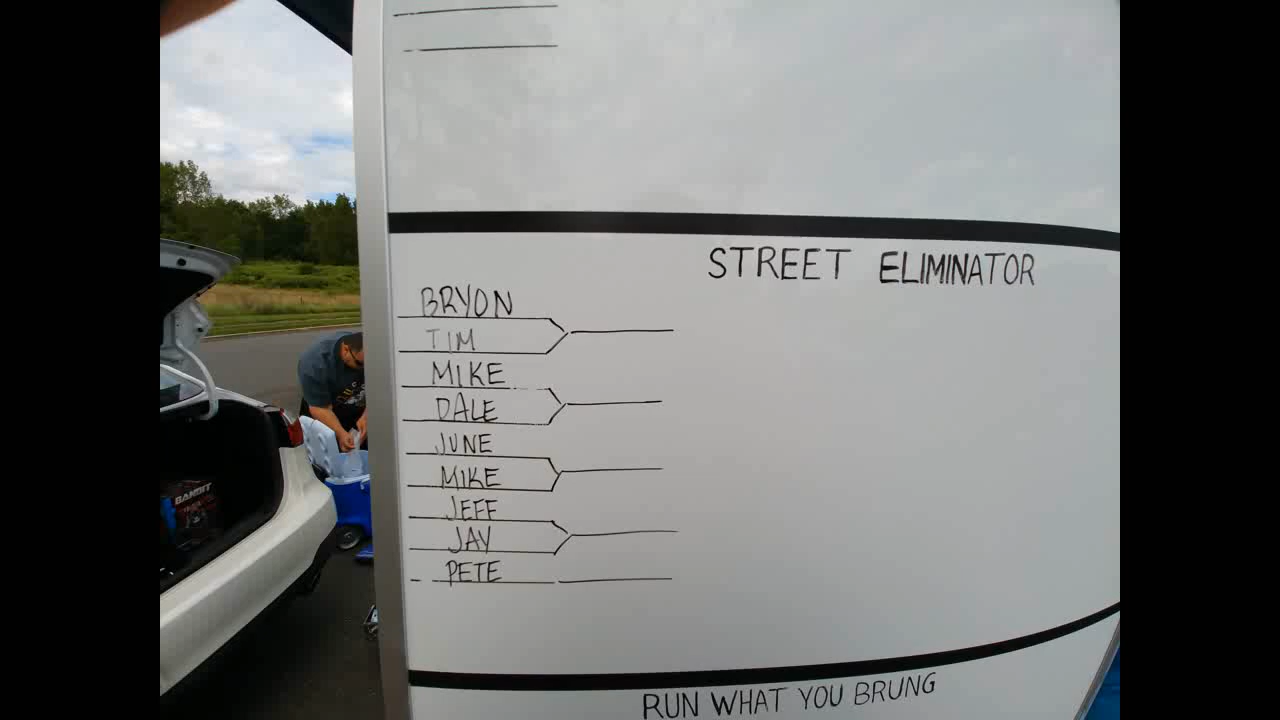 STREET ELIMINATOR
BRYON
TIM
MIKE
DALE
JUNE
MIKE
JEFF
JAY
PETE
RUN WHAT YOU BRUNG
BANDIT